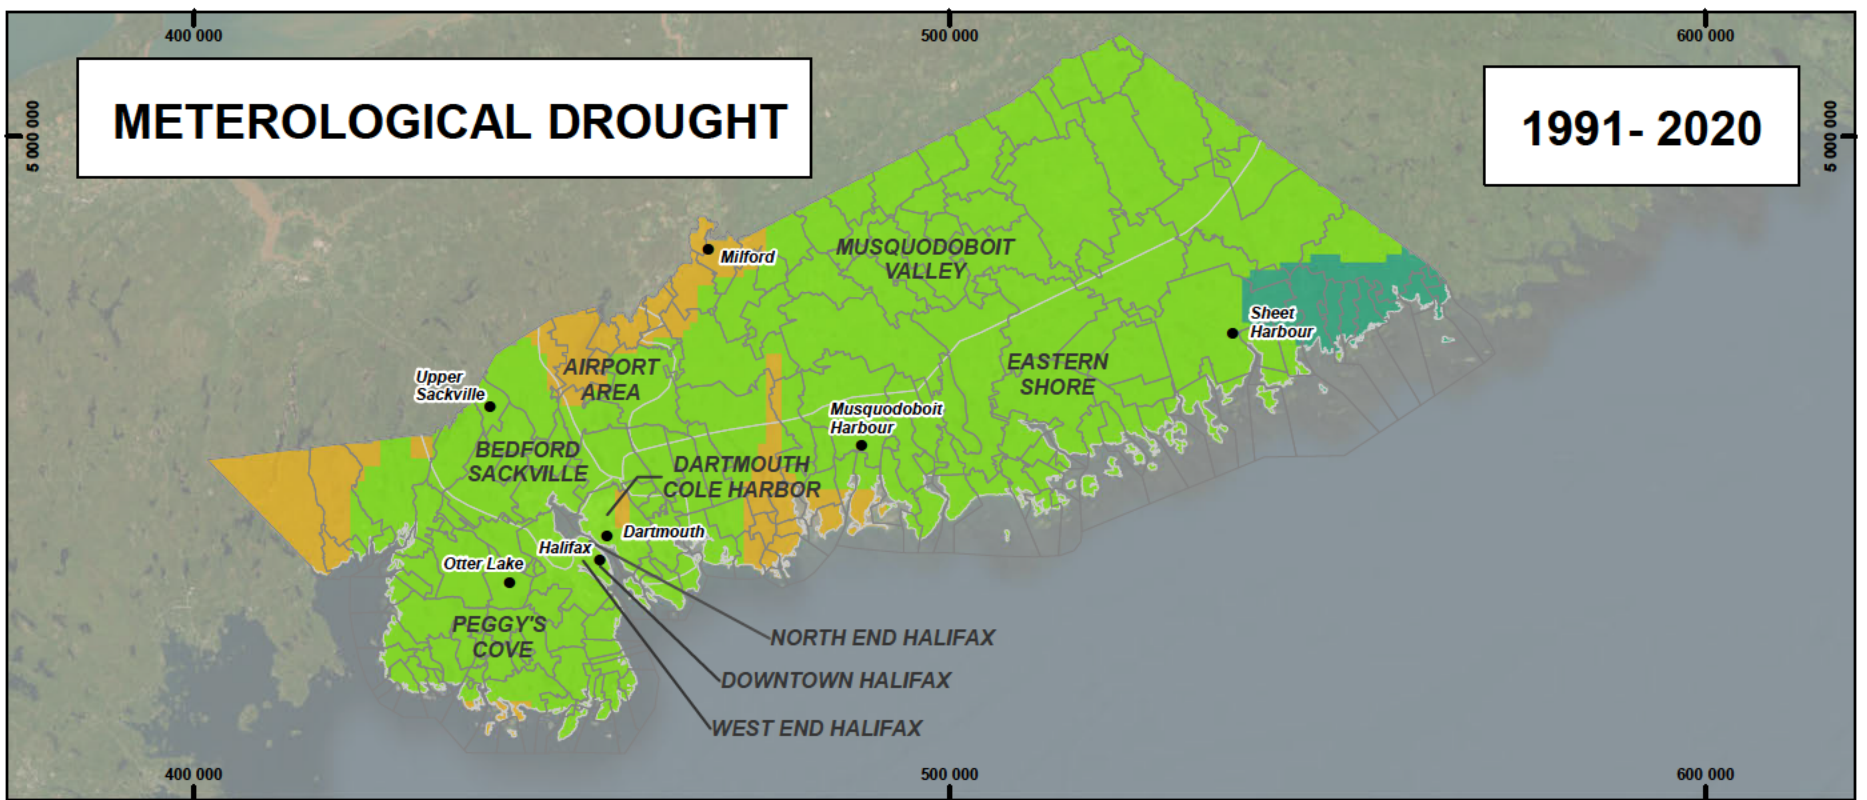 400 000
500 000
600 000
METEROLOGICAL DROUGHT
1991- 2020
5 000 000
5 000 000
MUSQUODOBOIT
VALLEY
Milford
Sheet
Harbour
AIRPORT
AREA
EASTERN
SHORE
Upper
Sackville
Musquodoboit
Harbour
BEDFORD
SACKVILLE
DARTMOUTH
COLE HARBOR
Dartmouth
Halifax
Otter Lake
PEGGY'S
COVE
NORTH END HALIFAX
DOWNTOWN HALIFAX
WEST END HALIFAX
400 000
500 000
600 000